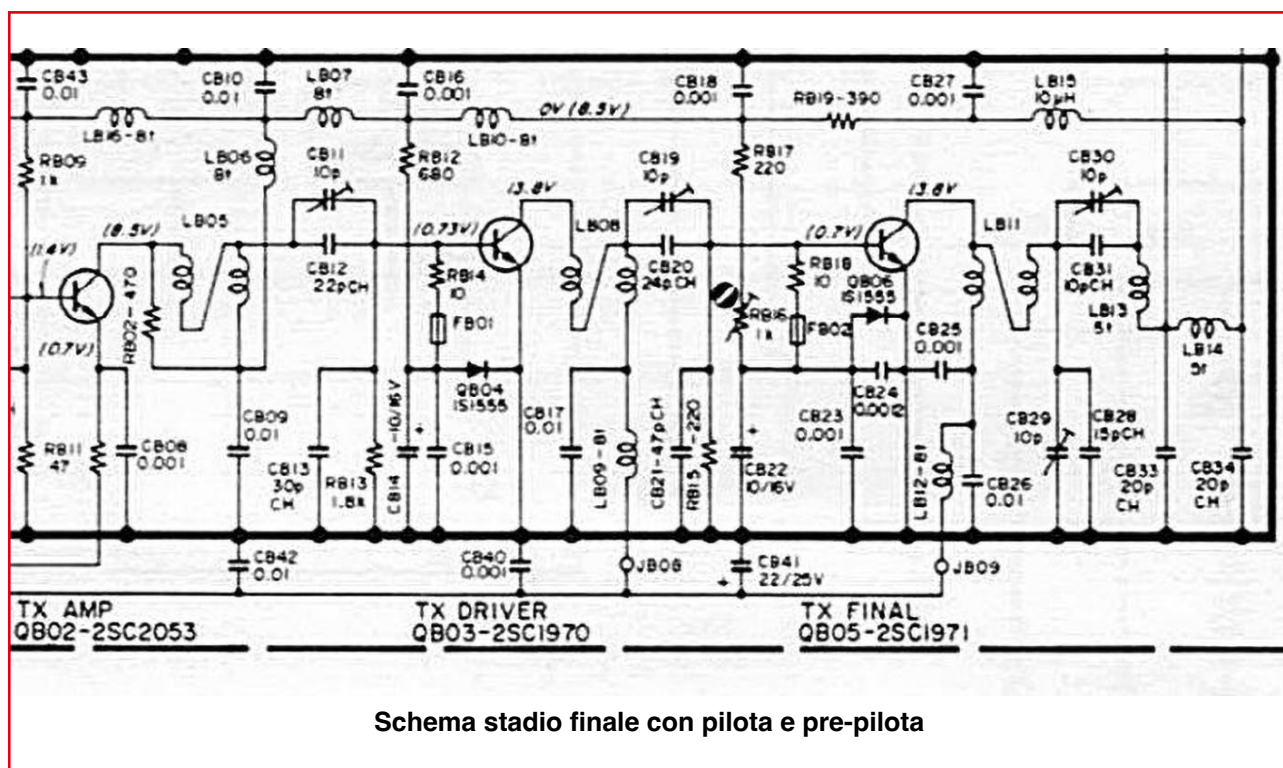 CB43
0.01
CB10
0.01
LB07
8t
CB16
0.001
CB18
0.001
RB19-390
CB27
0.001
LB15
10μH
LB16-8t
LB10-8t
0V (8.5V)
RB09
1k
LB06
8t
CB11
10p
RB12
680
CB19
10p
RB17
220
CB30
10p
(8.5V)
LB05
13.8V
LB08
13.8V
LB11
(1.4V)
(0.73V)
(0.7V)
CB12
22pCH
RB14
10
CB20
24pCH
RB18
10
QB06
1S1555
CB31
10pCH
RB02-470
FB01
RB16
1k
FB02
CB25
0.001
LB13
5t
(0.7V)
LB14
5t
QB04
1S1555
CB24
0.0012
RB11
47
CB08
0.001
CB09
0.01
CB13
30p
CH
RB13
1.8k
CB14-10/16V
+
CB15
0.001
CB17
0.01
LB09-8t
CB21-47pCH
RB15-220
+
CB22
10/16V
CB23
0.001
LB12-8t
CB26
0.01
CB29
10p
CB28
15pCH
CB33
20p
CH
CB34
20p
CH
CB42
0.01
CB40
0.001
JB08
+
CB41
22/25V
JB09
TX AMP
QB02-2SC2053
TX DRIVER
QB03-2SC1970
TX FINAL
QB05-2SC1971
Schema stadio finale con pilota e pre-pilota